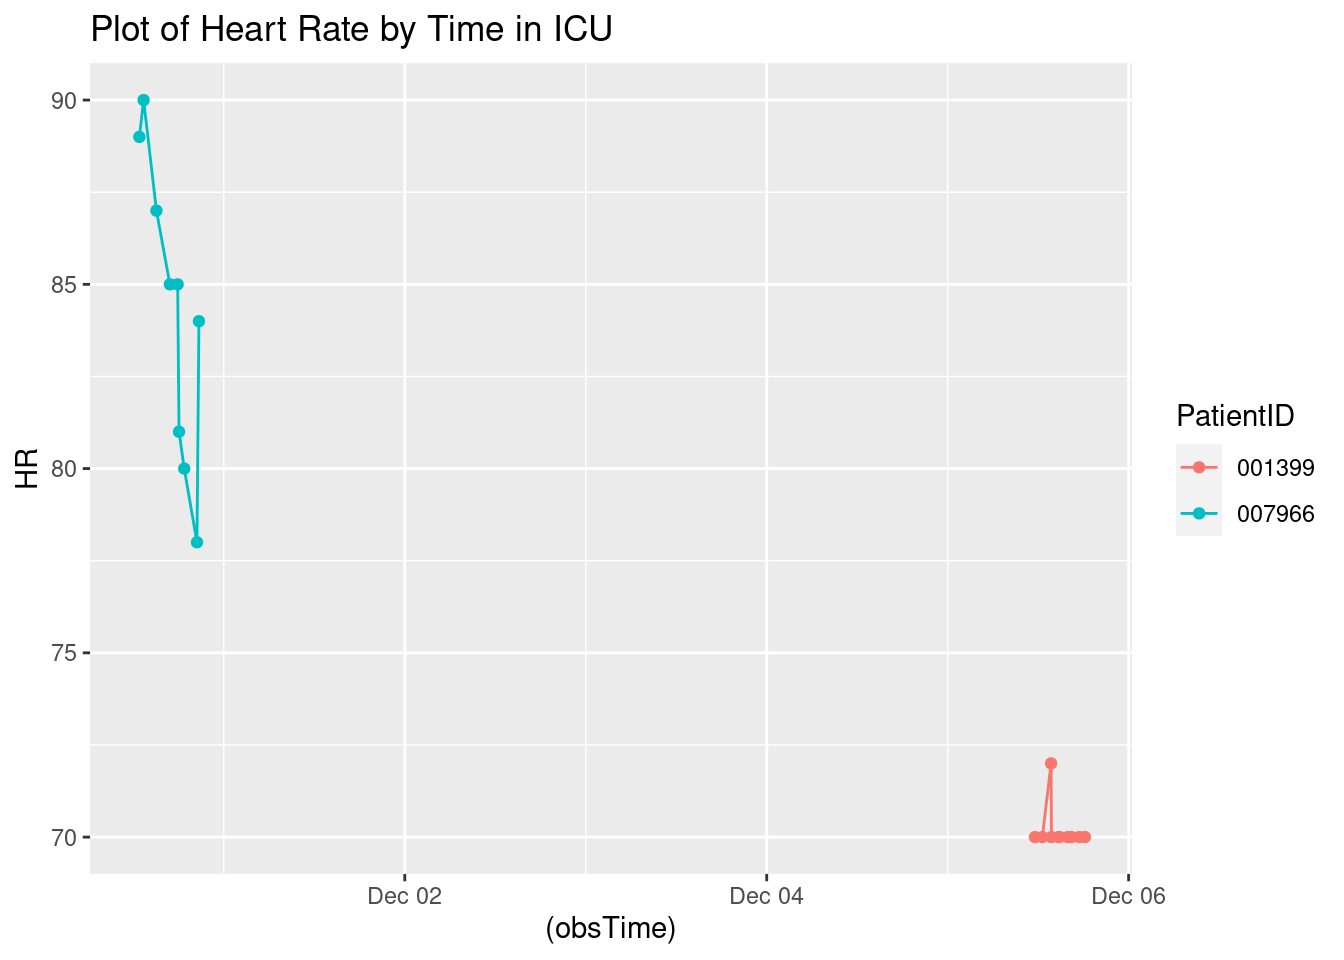 Plot of Heart Rate by Time in ICU
90
85
80
75
70
HR
Dec 02
Dec 04
Dec 06
(obsTime)
PatientID
001399
007966